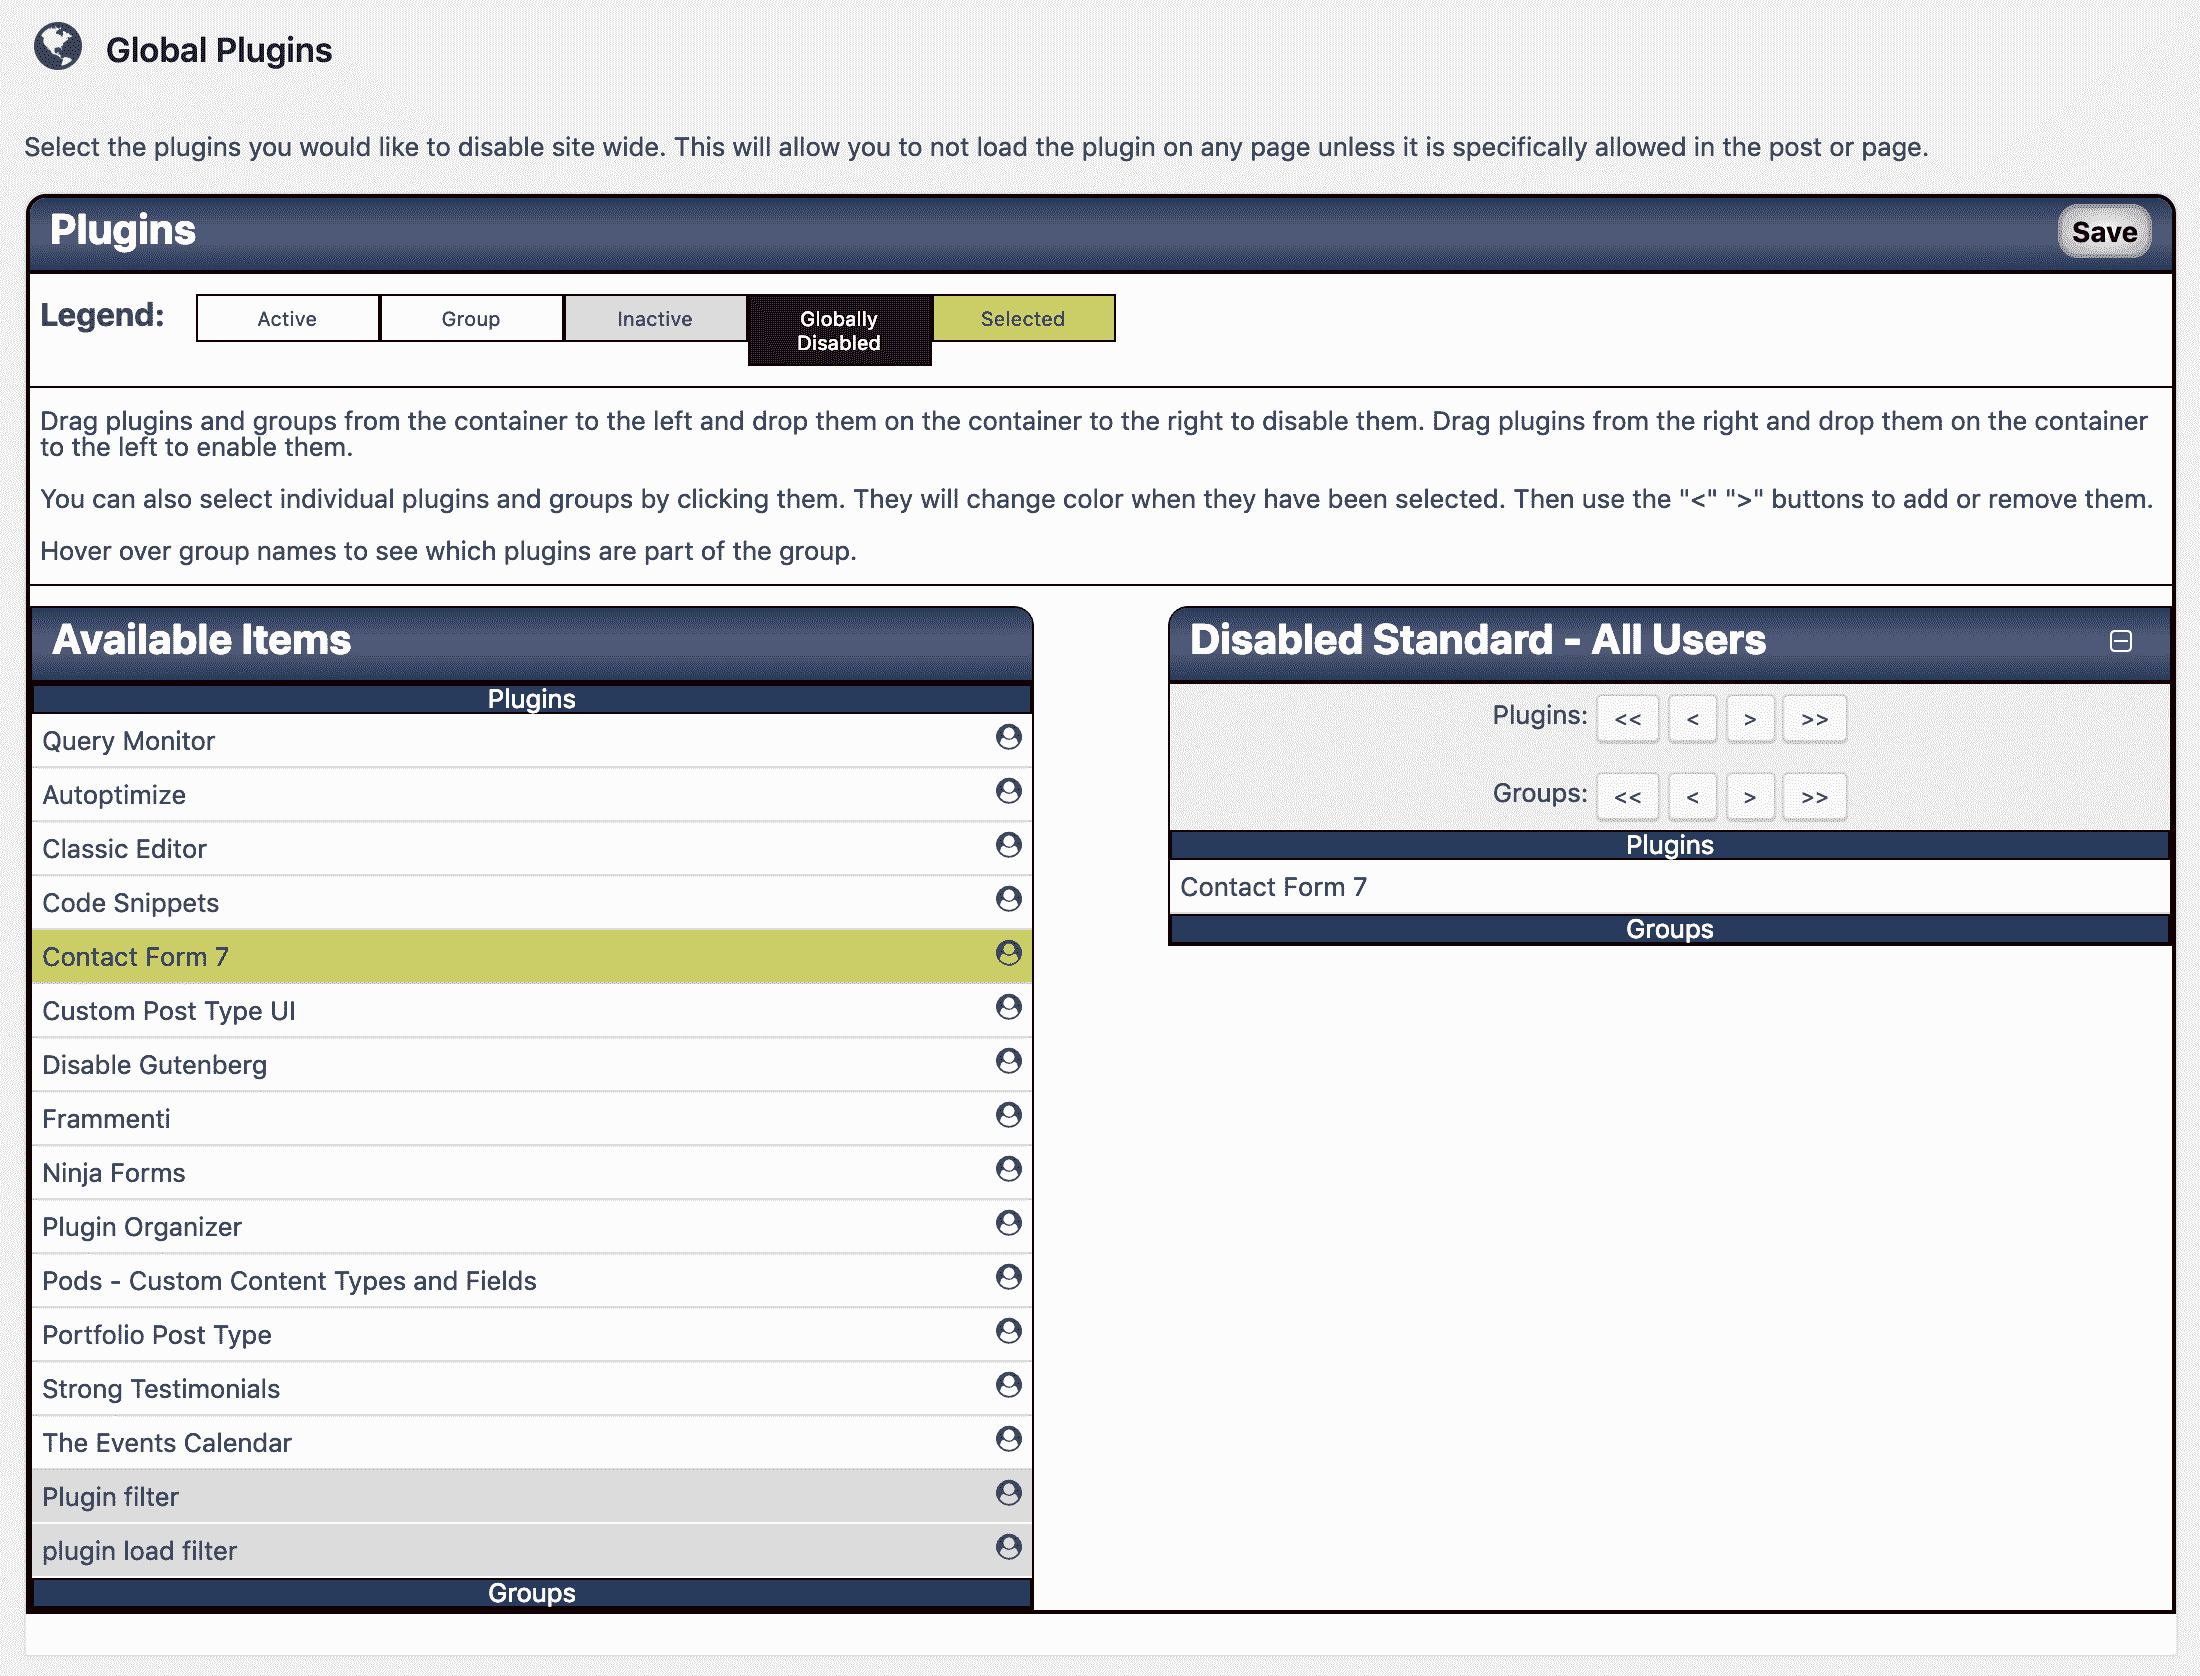 Global Plugins
Select the plugins you would like to disable site wide. This will allow you to not load the plugin on any page unless it is specifically allowed in the post or page.
Plugins
Save
Legend:
Active
Group
Inactive
Globally
Disabled
Selected
Drag plugins and groups from the container to the left and drop them on the container to the right to disable them. Drag plugins from the right and drop them on the container
to the left to enable them.
You can also select individual plugins and groups by clicking them. They will change color when they have been selected. Then use the "<" ">" buttons to add or remove them.
Hover over group names to see which plugins are part of the group.
Available Items
Plugins
Query Monitor
Autoptimize
Classic Editor
Code Snippets
Contact Form 7
Custom Post Type UI
Disable Gutenberg
Frammenti
Ninja Forms
Plugin Organizer
Pods - Custom Content Types and Fields
Portfolio Post Type
Strong Testimonials
The Events Calendar
Plugin filter
plugin load filter
Groups
Disabled Standard - All Users
Plugins: << < > >>
Groups: << < > >>
Plugins
Contact Form 7
Groups